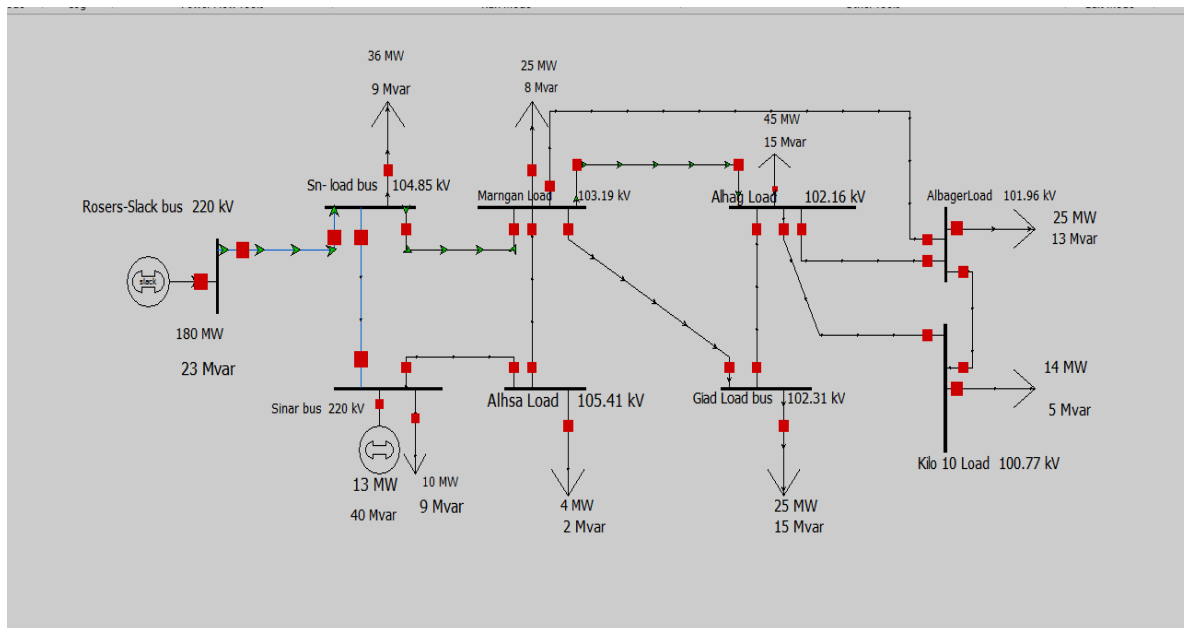 36 MW
9 Mvar
25 MW
8 Mvar
45 MW
15 Mvar
Sn- load bus 104.85 kV
Marngan Load 103.19 kV
Alhag Load 102.16 kV
AlbagerLoad 101.96 kV
Rosers-Slack bus 220 kV
25 MW
13 Mvar
slack
180 MW
23 Mvar
14 MW
5 Mvar
Sinar bus 220 kV
Alhsa Load 105.41 kV
Giad Load bus 102.31 kV
Kilo 10 Load 100.77 kV
13 MW
40 Mvar
10 MW
9 Mvar
4 MW
2 Mvar
25 MW
15 Mvar